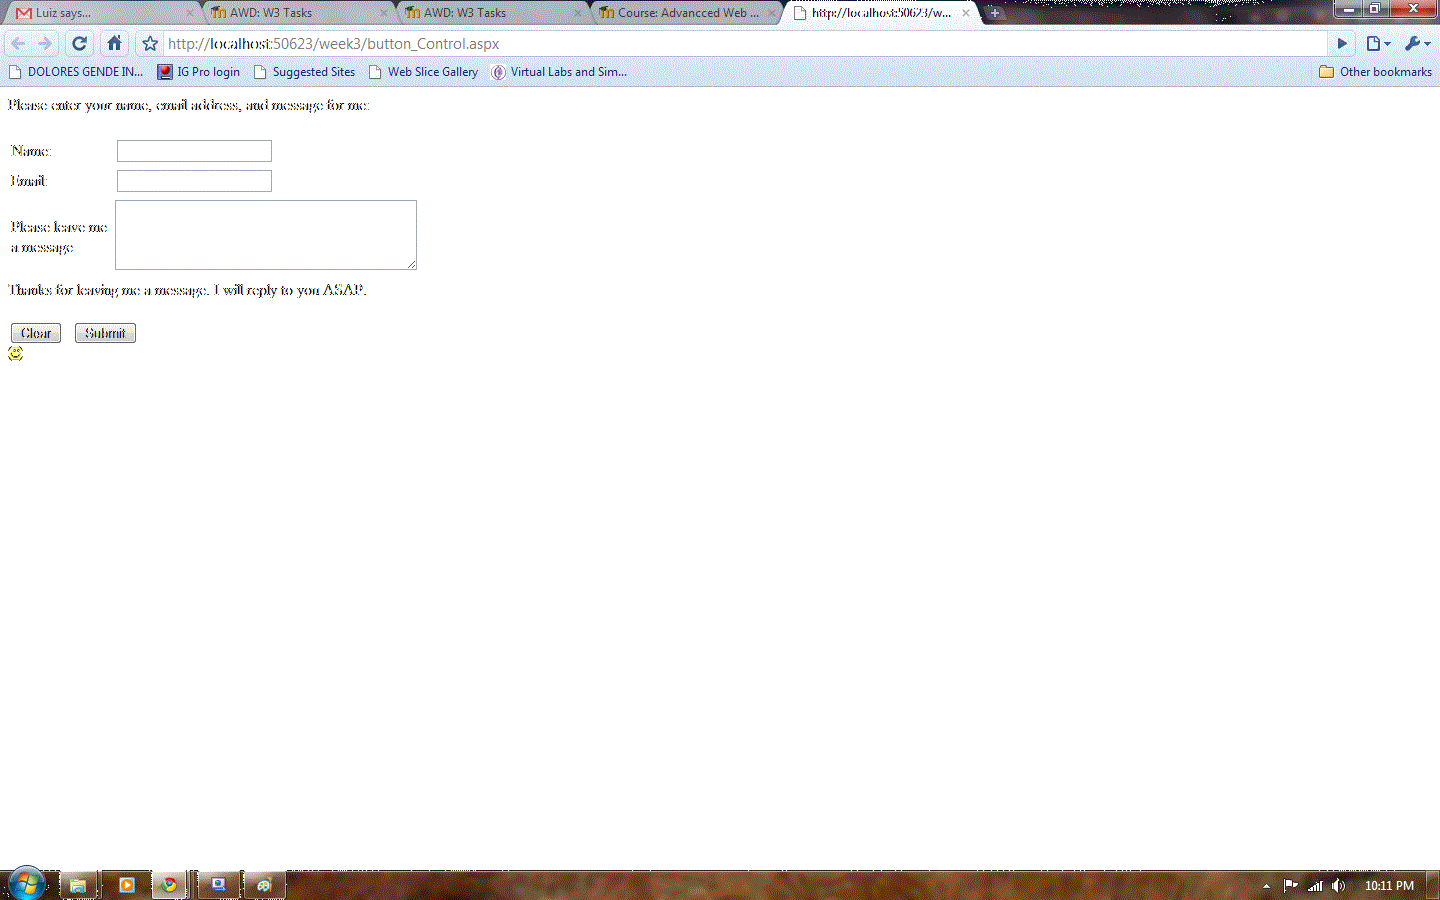 Luiz says...
AWD: W3 Tasks
AWD: W3 Tasks
Course: Advancced Web ...
http://localhost:50623/w...
http://localhost:50623/week3/button_Control.aspx
DOLORES GENDE IN...
IG Pro login
Suggested Sites
Web Slice Gallery
Virtual Labs and Sim...
Other bookmarks
Please enter your name, email address, and message for me:
Name:
Email:
Please leave me
a message
Thanks for leaving me a message. I will reply to you ASAP.
Clear
Submit
10:11 PM